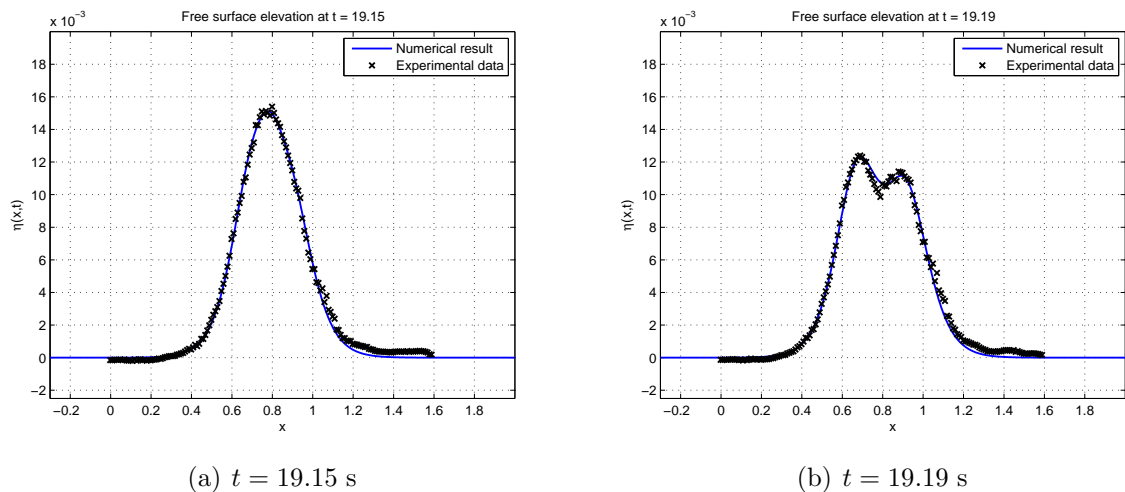 Free surface elevation at t = 19.15
x 10⁻³
Numerical result
Experimental data
18
16
14
12
10
8
6
4
2
0
−2
η(x,t)
−0.2 0 0.2 0.4 0.6 0.8 1 1.2 1.4 1.6 1.8
x
(a) t = 19.15 s
Free surface elevation at t = 19.19
x 10⁻³
Numerical result
Experimental data
18
16
14
12
10
8
6
4
2
0
−2
η(x,t)
−0.2 0 0.2 0.4 0.6 0.8 1 1.2 1.4 1.6 1.8
x
(b) t = 19.19 s